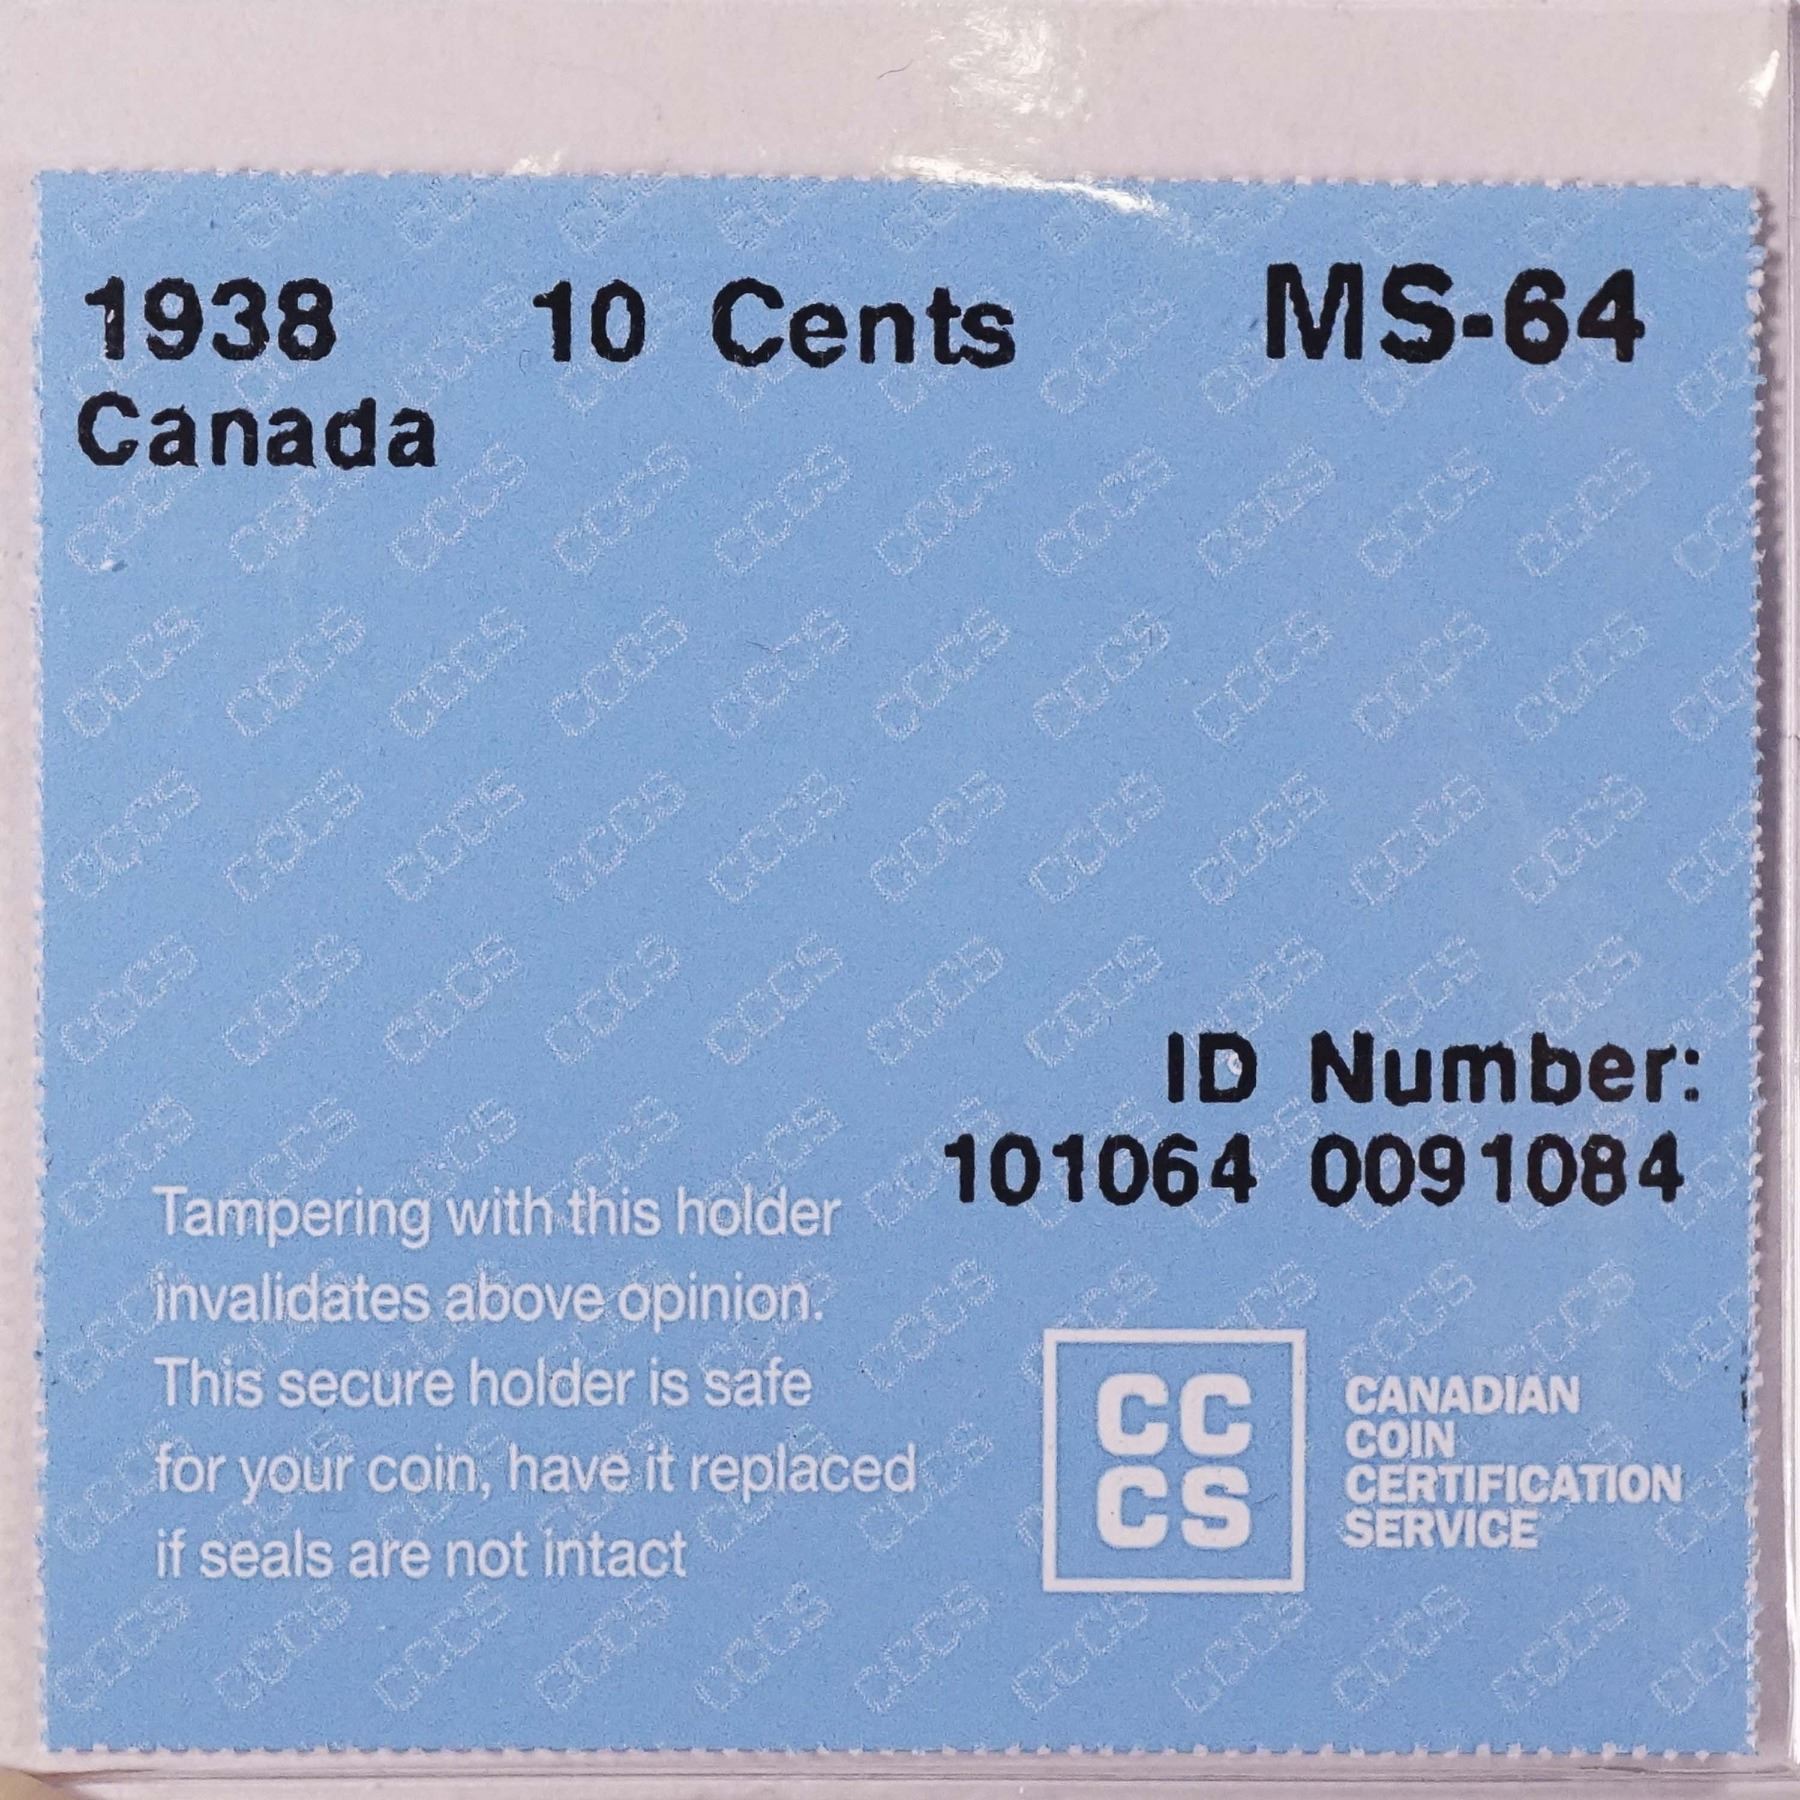 1938 10 Cents MS-64
Canada
ID Number:
101064 0091084
Tampering with this holder
invalidates above opinion.
This secure holder is safe
for your coin, have it replaced
if seals are not intact
CC
CS
CANADIAN
COIN
CERTIFICATION
SERVICE